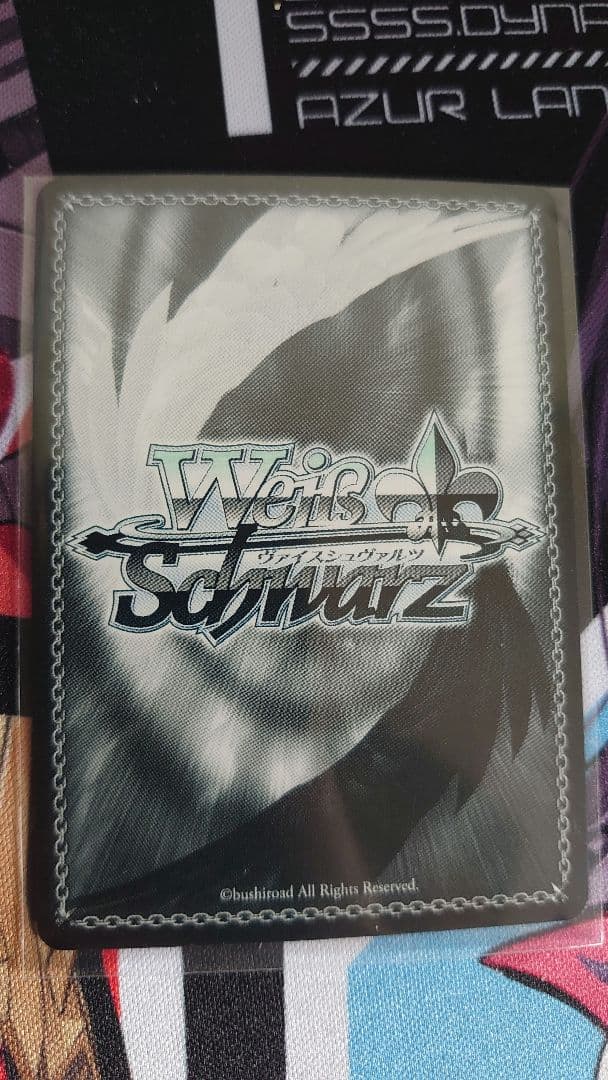 SSSS.DYNA
AZUR LAN
Weiß
ヴァイスシュヴァルツ
Schwarz
©bushiroad All Rights Reserved.